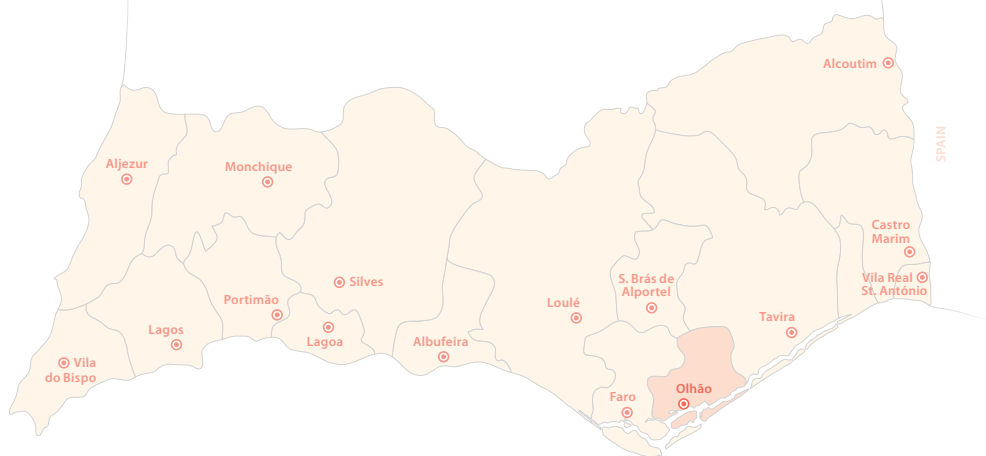 Alcoutim
SPAIN
Aljezur
Monchique
Castro
Marim
S. Brás de
Alportel
Silves
Vila Real
St. António
Portimão
Loulé
Tavira
Lagos
Lagoa
Albufeira
Vila
do Bispo
Olhão
Faro